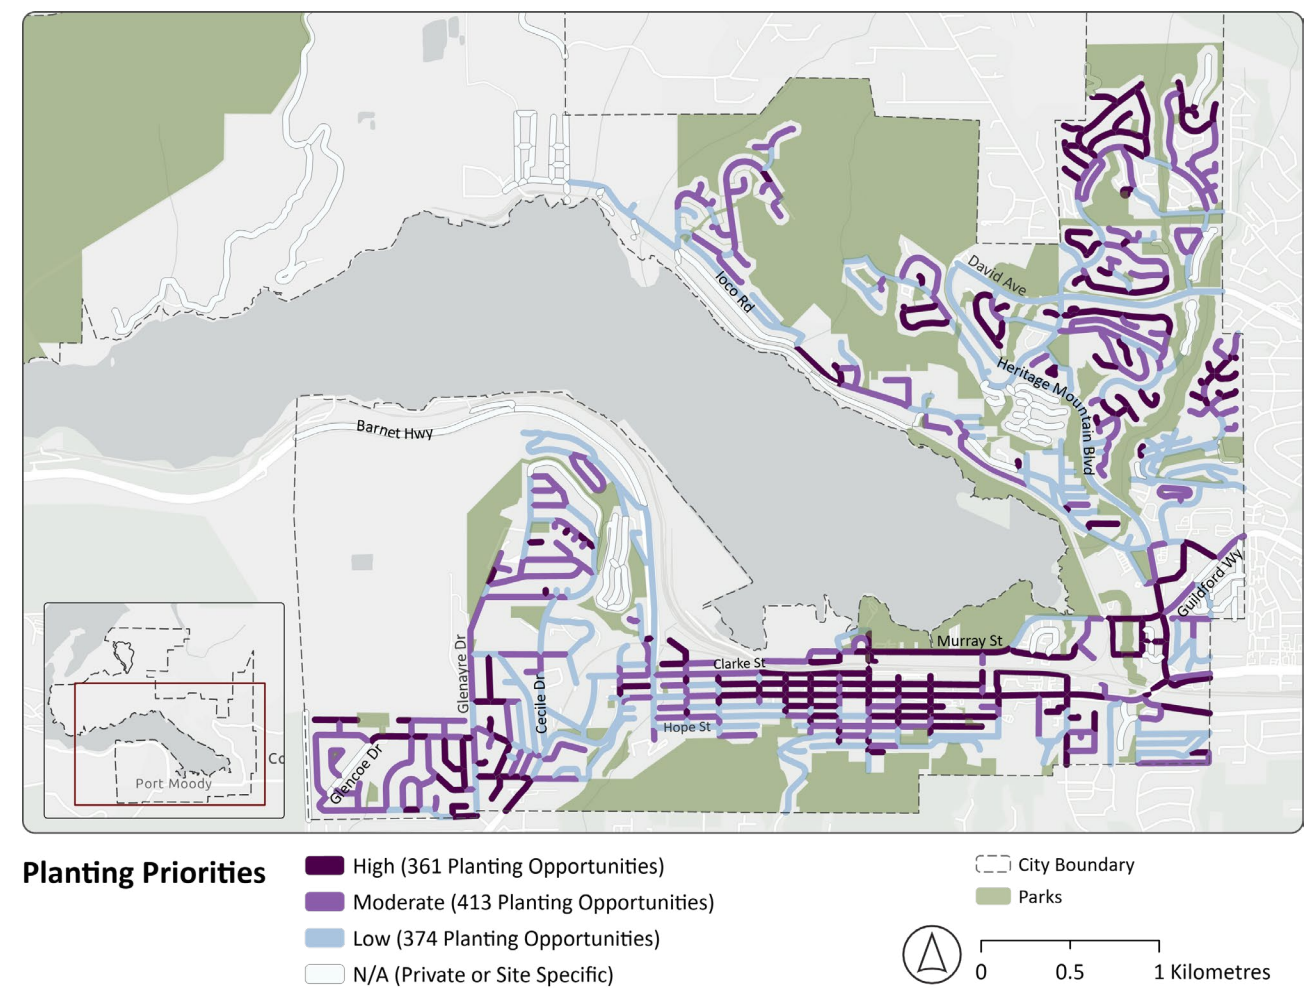 David Ave
Ioco Rd
Heritage Mountain Blvd
Barnet Hwy
Guildford Wy
Murray St
Clarke St
Glenayre Dr
Cecile Dr
Hope St
Glencoe Dr
Co
Port Moody
Planting Priorities
High (361 Planting Opportunities)
Moderate (413 Planting Opportunities)
Low (374 Planting Opportunities)
N/A (Private or Site Specific)
City Boundary
Parks
0 0.5 1 Kilometres